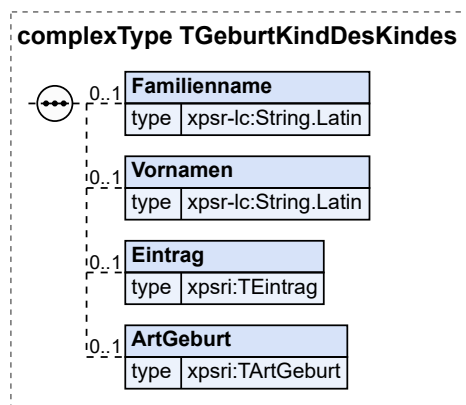 complexType TGeburtKindDesKindes
0..1 Familienname
type xpsr-lc:String.Latin
0..1 Vornamen
type xpsr-lc:String.Latin
0..1 Eintrag
type xpsri:TEintrag
0..1 ArtGeburt
type xpsri:TArtGeburt